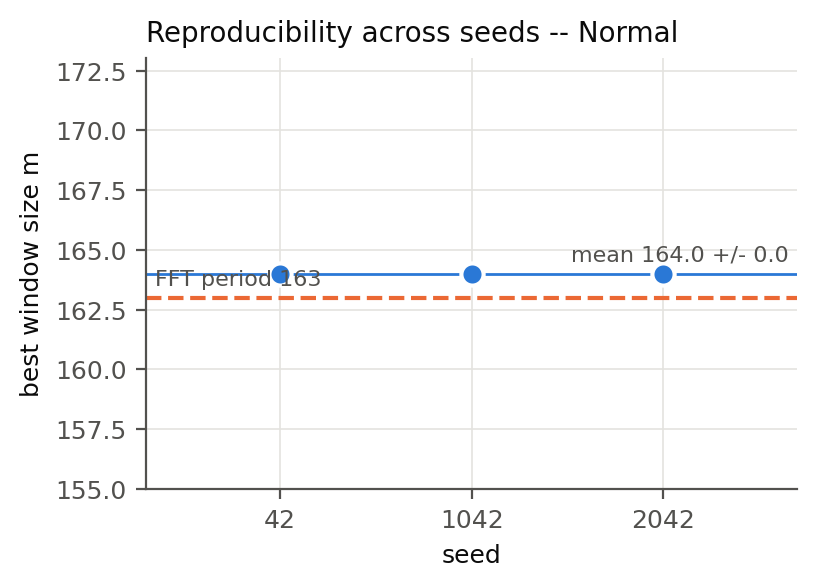 Reproducibility across seeds -- Normal
172.5
170.0
167.5
165.0
162.5
160.0
157.5
155.0
best window size m
mean 164.0 +/- 0.0
FFT period 163
42
1042
2042
seed